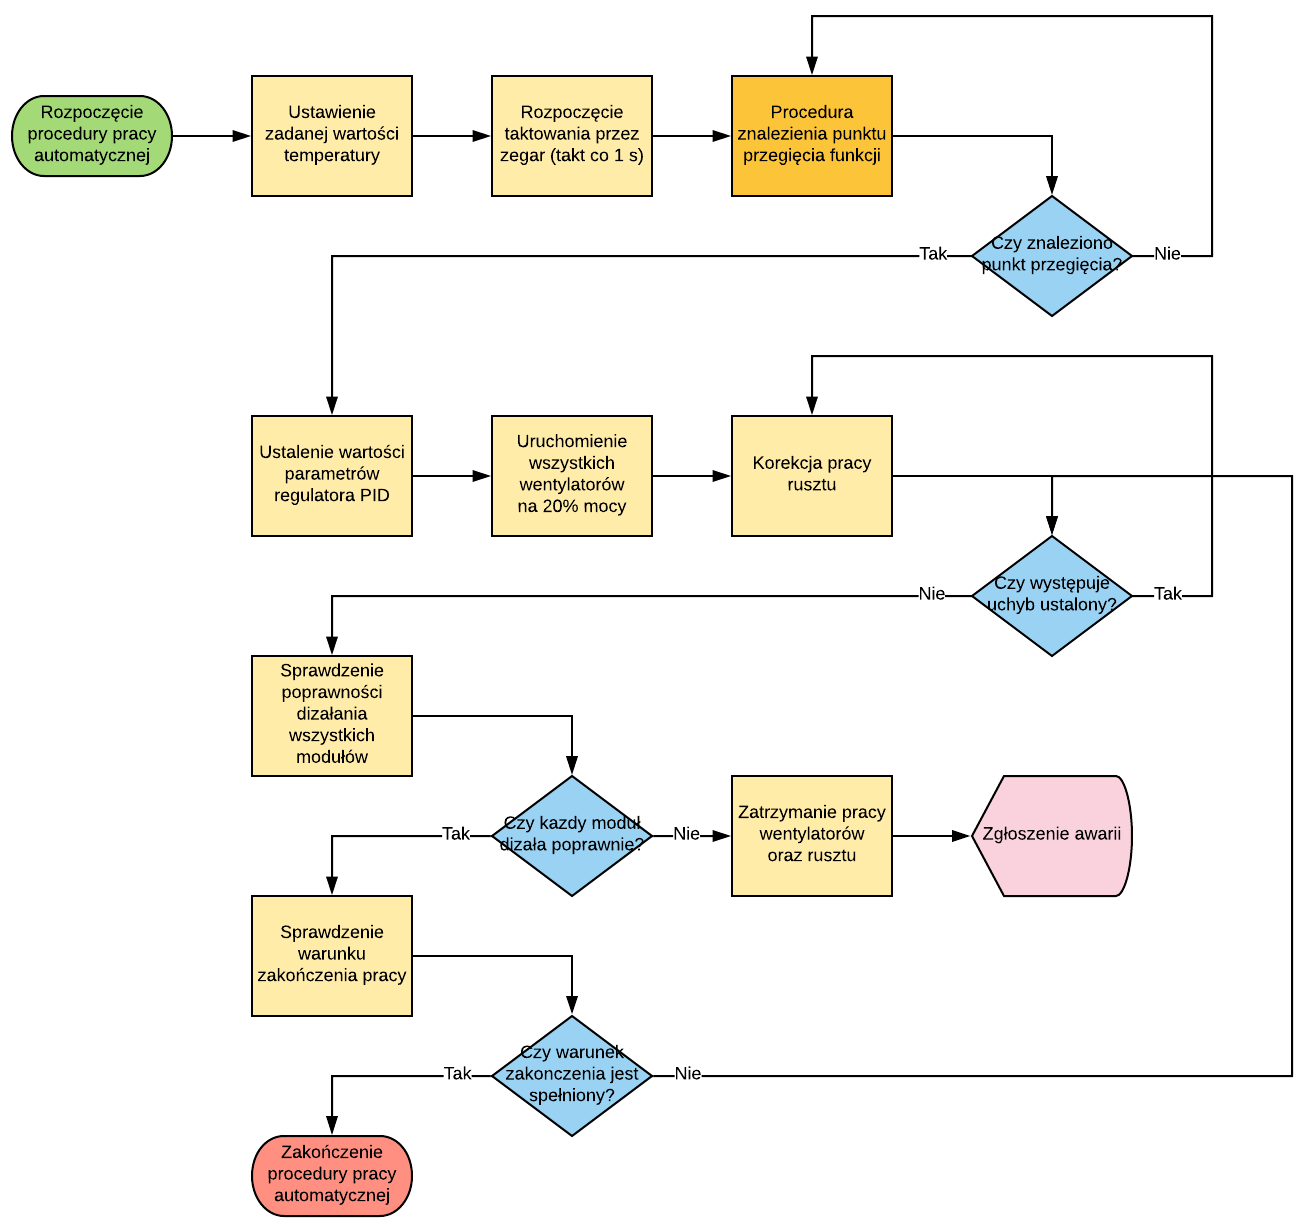 Rozpoczęcie
procedury pracy
automatycznej
Ustawienie
zadanej wartości
temperatury
Rozpoczęcie
taktowania przez
zegar (takt co 1 s)
Procedura
znalezienia punktu
przegięcia funkcji
Czy znaleziono
punkt przegięcia?
Tak
Nie
Ustalenie wartości
parametrów
regulatora PID
Uruchomienie
wszystkich
wentylatorów
na 20% mocy
Korekcja pracy
rusztu
Czy występuje
uchyb ustalony?
Nie
Tak
Sprawdzenie
poprawności
dizałania
wszystkich
modułów
Czy kazdy moduł
dizała poprawnie?
Tak
Nie
Zatrzymanie pracy
wentylatorów
oraz rusztu
Zgłoszenie awarii
Sprawdzenie
warunku
zakończenia pracy
Czy warunek
zakonczenia jest
spełniony?
Tak
Nie
Zakończenie
procedury pracy
automatycznej